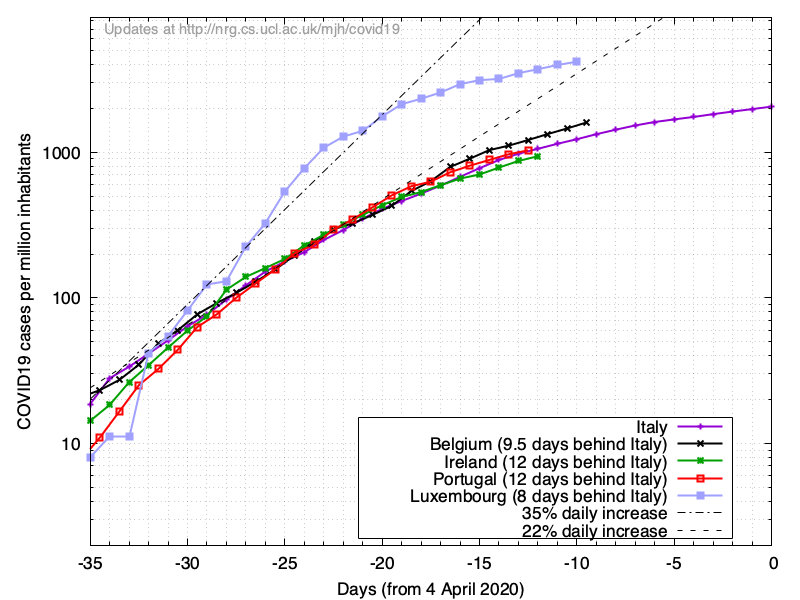 Updates at http://nrg.cs.ucl.ac.uk/mjh/covid19
COVID19 cases per million inhabitants
1000
100
10
Italy
Belgium (9.5 days behind Italy)
Ireland (12 days behind Italy)
Portugal (12 days behind Italy)
Luxembourg (8 days behind Italy)
35% daily increase
22% daily increase
-35 -30 -25 -20 -15 -10 -5 0
Days (from 4 April 2020)